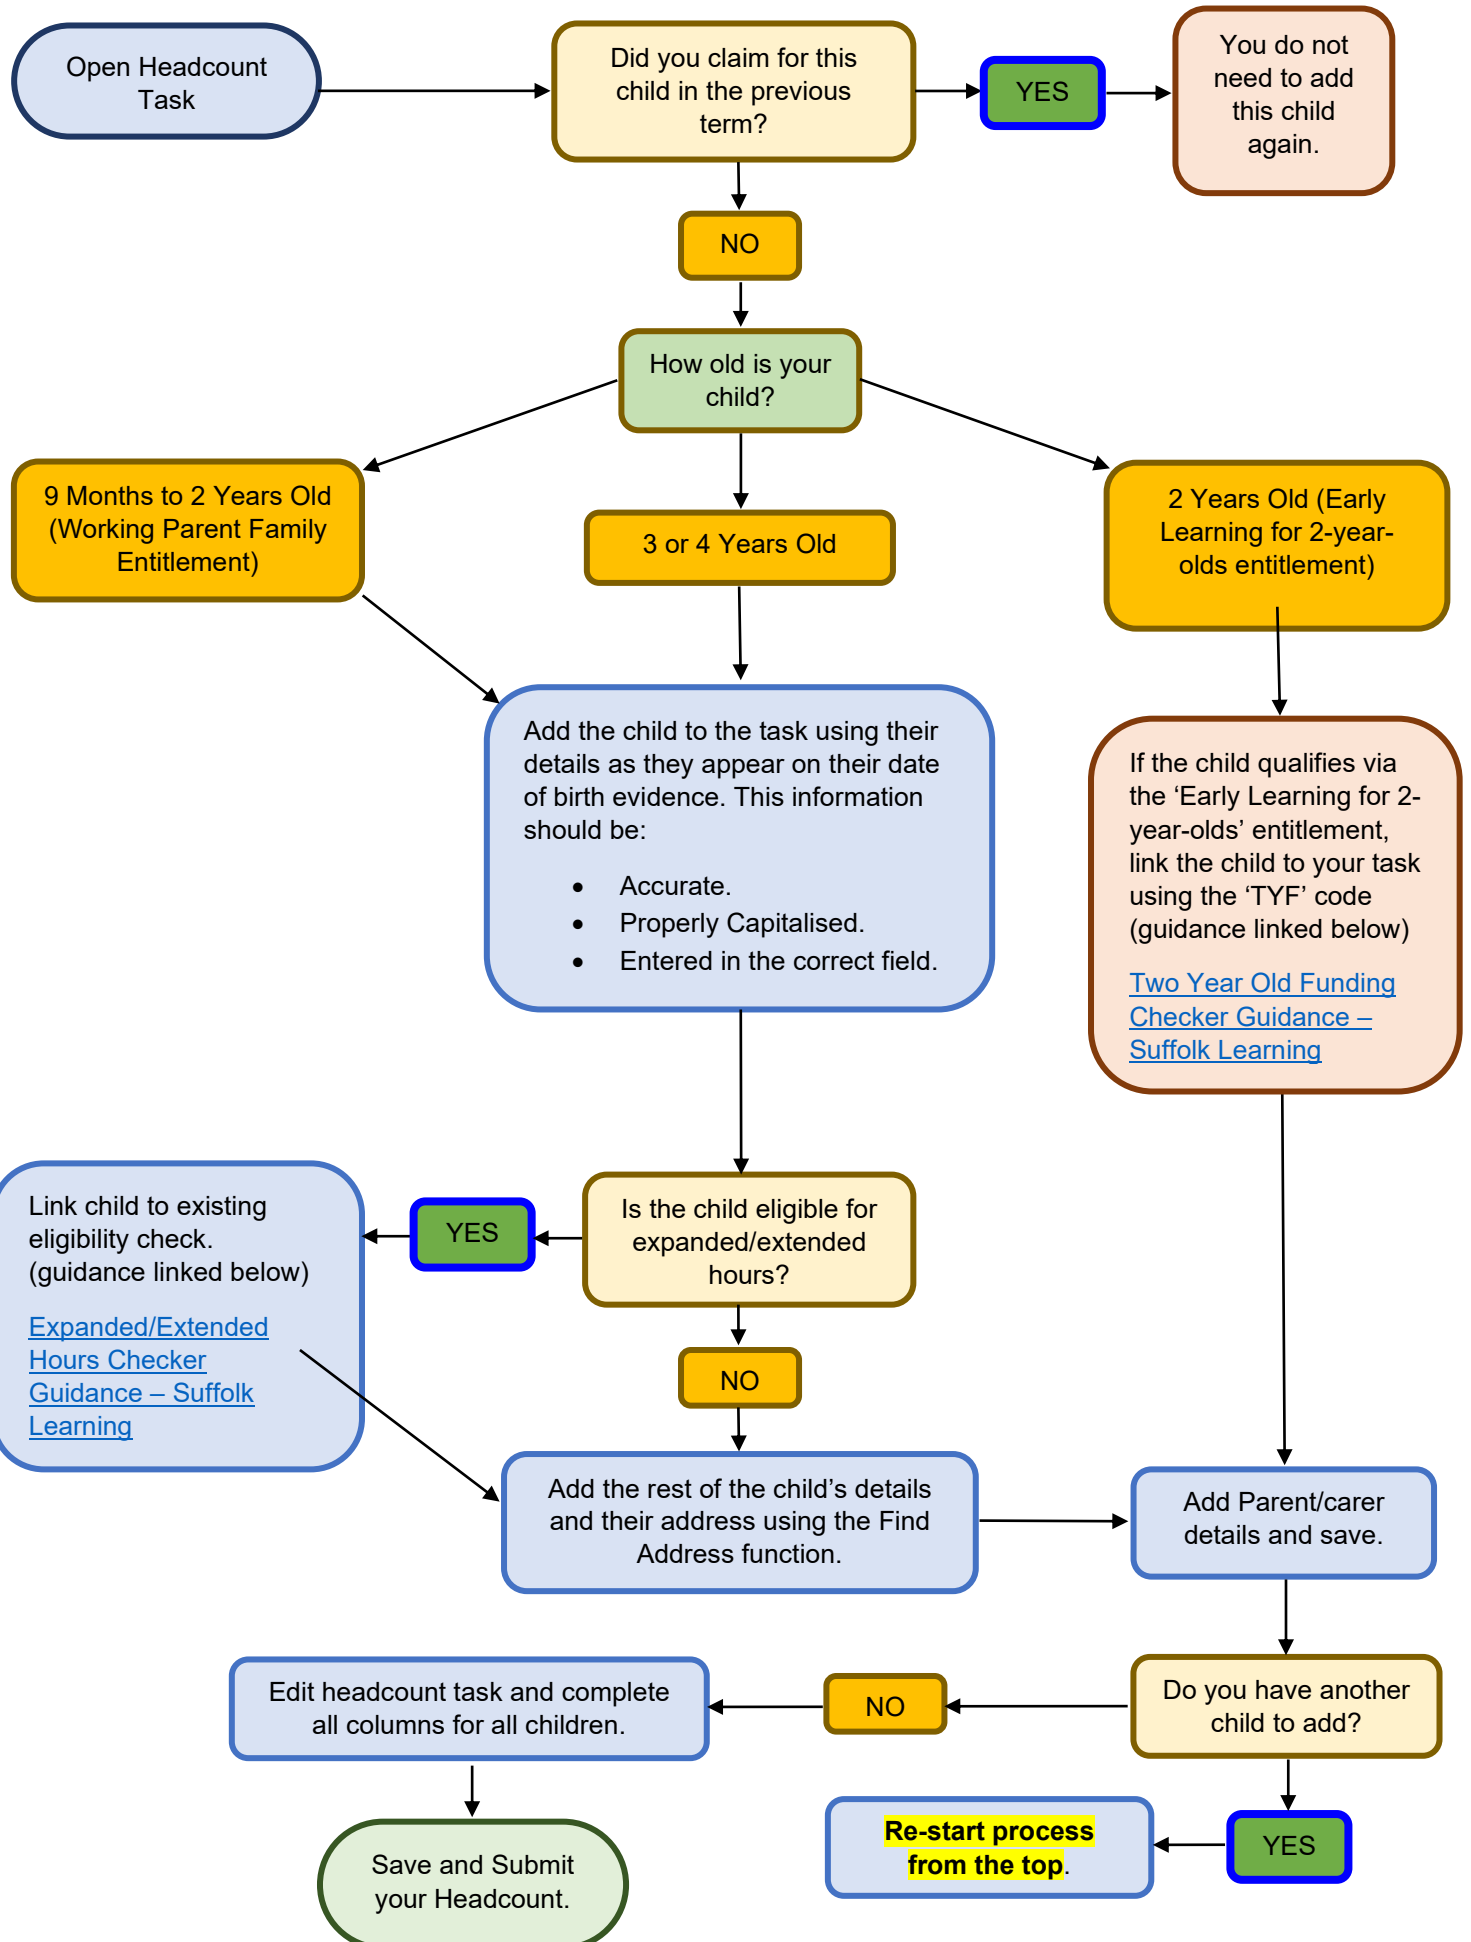 Open Headcount
Task
Did you claim for this
child in the previous
term?
YES
You do not
need to add
this child
again.
NO
How old is your
child?
9 Months to 2 Years Old
(Working Parent Family
Entitlement)
3 or 4 Years Old
2 Years Old (Early
Learning for 2-year-
olds entitlement)
Add the child to the task using their
details as they appear on their date
of birth evidence. This information
should be:
• Accurate.
• Properly Capitalised.
• Entered in the correct field.
If the child qualifies via
the ‘Early Learning for 2-
year-olds’ entitlement,
link the child to your task
using the ‘TYF’ code
(guidance linked below)
Two Year Old Funding
Checker Guidance –
Suffolk Learning
Link child to existing
eligibility check.
(guidance linked below)
Expanded/Extended
Hours Checker
Guidance – Suffolk
Learning
YES
Is the child eligible for
expanded/extended
hours?
NO
Add the rest of the child’s details
and their address using the Find
Address function.
Add Parent/carer
details and save.
Do you have another
child to add?
NO
Edit headcount task and complete
all columns for all children.
YES
Re-start process
from the top.
Save and Submit
your Headcount.